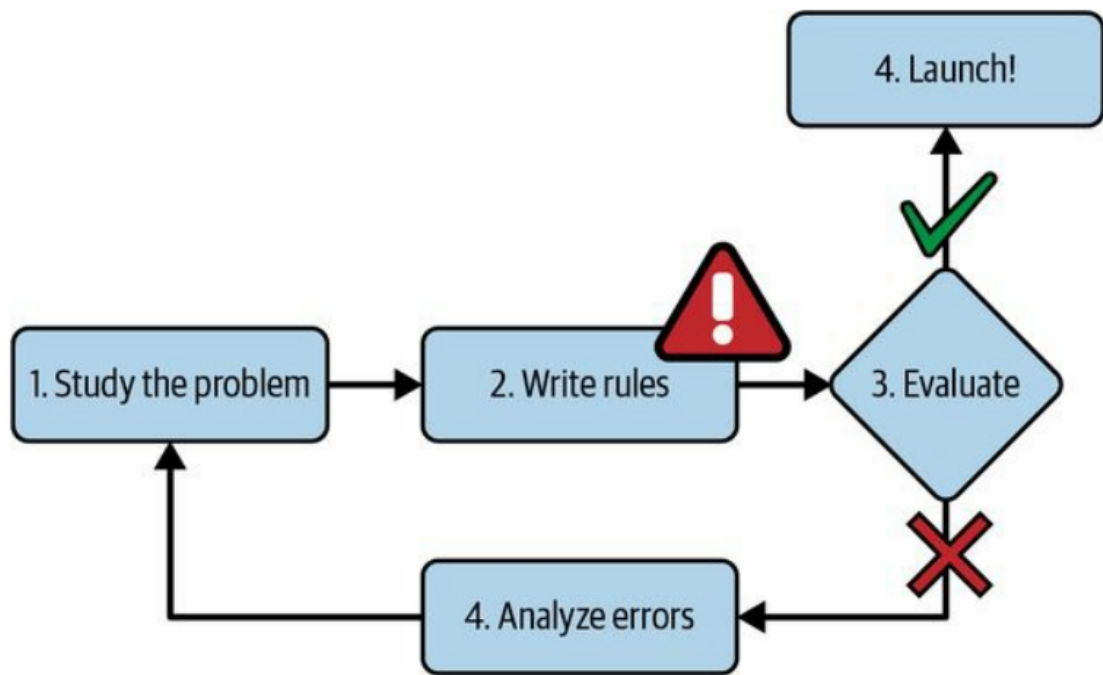 4. Launch!
1. Study the problem
2. Write rules
3. Evaluate
4. Analyze errors